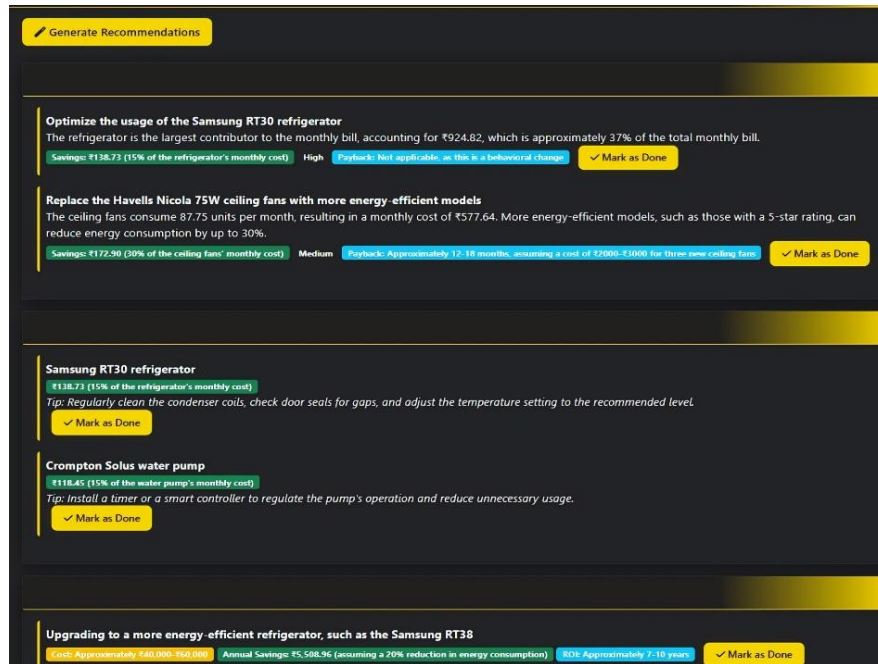 Generate Recommendations
Optimize the usage of the Samsung RT30 refrigerator
The refrigerator is the largest contributor to the monthly bill, accounting for ₹924.82, which is approximately 37% of the total monthly bill.
Savings: ₹138.73 (15% of the refrigerator's monthly cost) High Payback: Not applicable, as this is a behavioral change ✓ Mark as Done
Replace the Havells Nicola 75W ceiling fans with more energy-efficient models
The ceiling fans consume 87.75 units per month, resulting in a monthly cost of ₹577.64. More energy-efficient models, such as those with a 5-star rating, can
reduce energy consumption by up to 30%.
Savings: ₹172.90 (30% of the ceiling fans' monthly cost) Medium Payback: Approximately 12-18 months, assuming a cost of ₹2000-₹3000 for three new ceiling fans ✓ Mark as Done
Samsung RT30 refrigerator
₹138.73 (15% of the refrigerator's monthly cost)
Tip: Regularly clean the condenser coils, check door seals for gaps, and adjust the temperature setting to the recommended level.
✓ Mark as Done
Crompton Solus water pump
₹118.45 (15% of the water pump's monthly cost)
Tip: Install a timer or a smart controller to regulate the pump's operation and reduce unnecessary usage.
✓ Mark as Done
Upgrading to a more energy-efficient refrigerator, such as the Samsung RT38
Cost: Approximately ₹40,000-₹60,000 Annual Savings: ₹5,508.96 (assuming a 20% reduction in energy consumption) ROI: Approximately 7-10 years ✓ Mark as Done